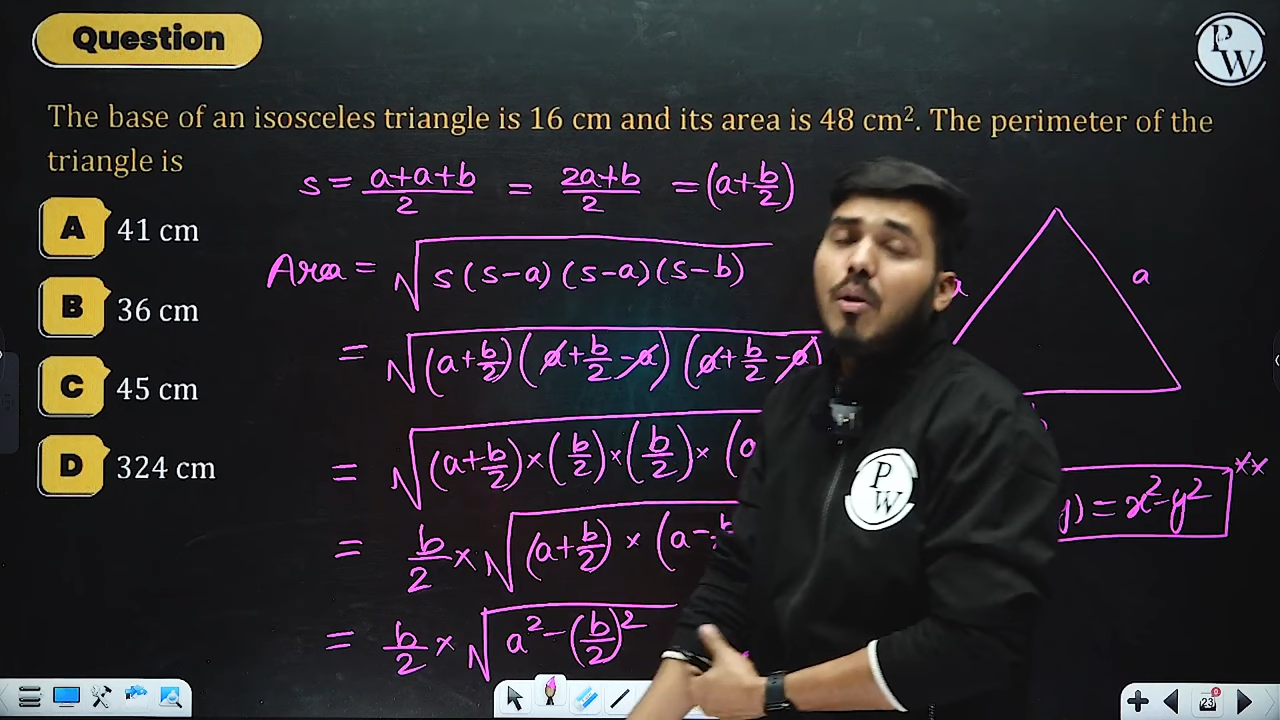 Question
P
W
The base of an isosceles triangle is 16 cm and its area is 48 cm². The perimeter of the
triangle is
A 41 cm
B 36 cm
C 45 cm
D 324 cm
s = a+a+b/2 = 2a+b/2 = (a+b/2)
Area = √s(s-a)(s-a)(s-b)
= √(a+b/2)(a+b/2-a)(a+b/2-a)
= √(a+b/2)×(b/2)×(b/2)×(a
= b/2 × √(a+b/2) × (a-b
= b/2 × √a²-(b/2)²
a
a
) = x²-y²
××
P
W
23